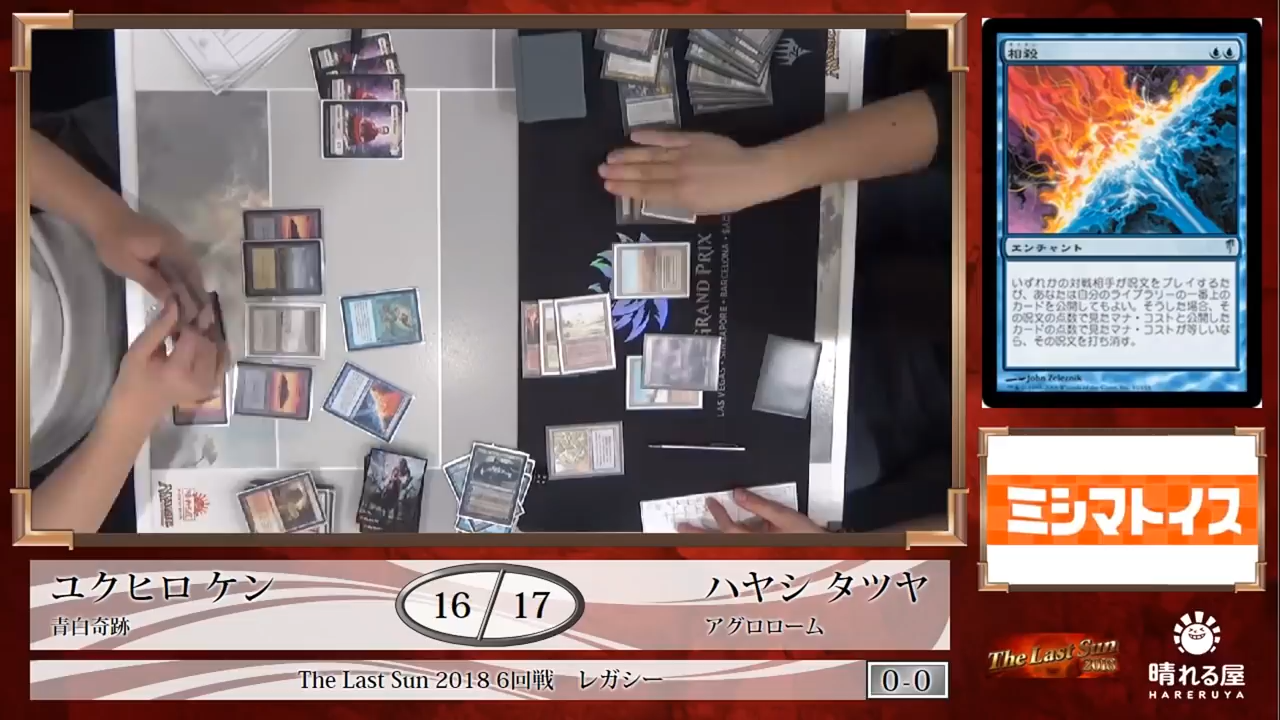 相殺
エンチャント
いずれかの対戦相手が呪文をプレイするた
び、あなたは自分のライブラリーの一番上の
カードを公開してもよい。そうした場合、そ
の呪文の点数で見たマナ・コストと公開した
カードの点数で見たマナ・コストが等しいな
ら、その呪文を打ち消す。
John Zeleznik
GRAND PRIX
ミシマトイス
ユクヒロ ケン
青白奇跡
16/17
ハヤシ タツヤ
アグロローム
The Last Sun 2018 6回戦 レガシー
0-0
The Last Sun
2018
晴れる屋
HARERUYA